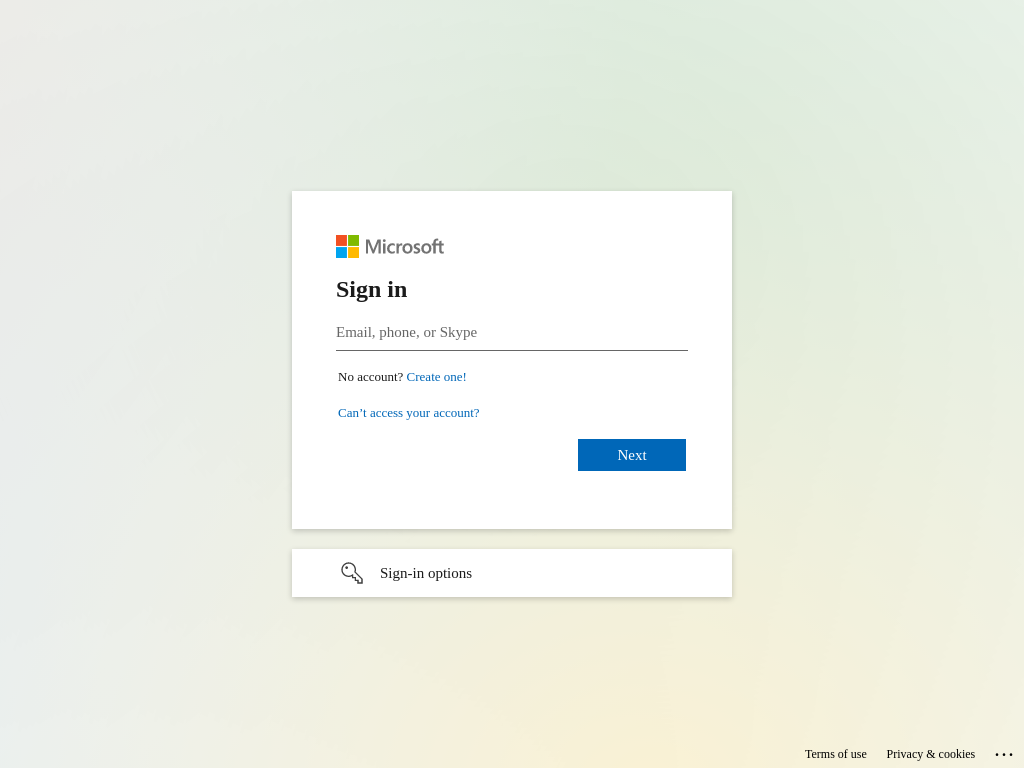 Microsoft
Sign in
Email, phone, or Skype
No account? Create one!
Can’t access your account?
Next
Sign-in options
Terms of use Privacy & cookies ...